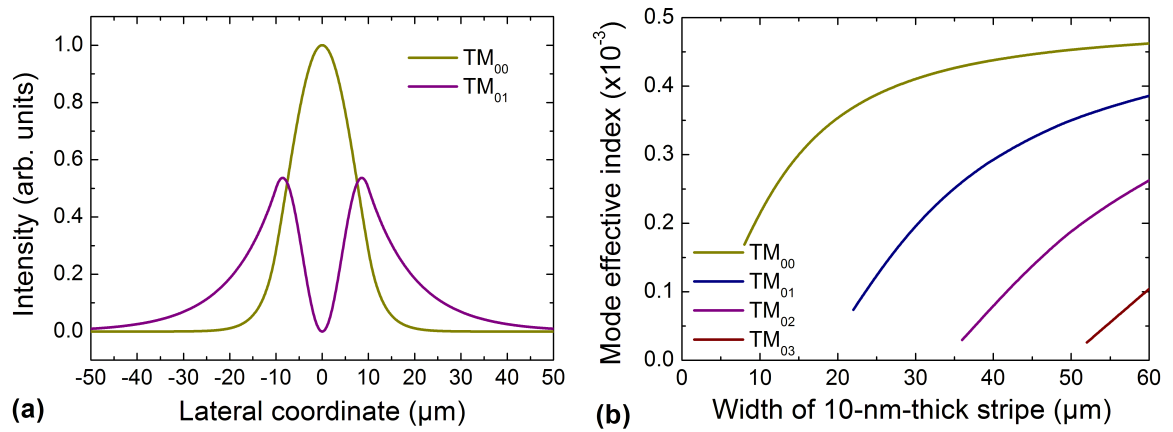 1.0
0.8
0.6
0.4
0.2
0.0
Intensity (arb. units)
TM00
TM01
-50 -40 -30 -20 -10 0 10 20 30 40 50
Lateral coordinate (µm)
(a)
0.5
0.4
0.3
0.2
0.1
0.0
Mode effective index (x10-3)
TM00
TM01
TM02
TM03
0 10 20 30 40 50 60
Width of 10-nm-thick stripe (µm)
(b)